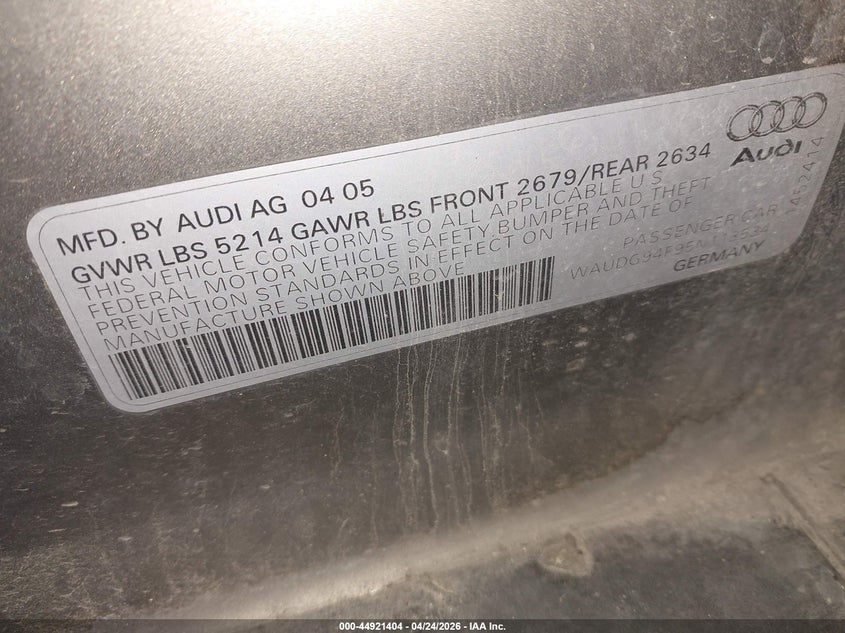 MFD. BY AUDI AG 04 05
GVWR LBS 5214 GAWR LBS FRONT 2679/REAR 2634
THIS VEHICLE CONFORMS TO ALL APPLICABLE U S
FEDERAL MOTOR VEHICLE SAFETY,BUMPER AND THEFT
PREVENTION STANDARDS IN EFFECT ON THE DATE OF
MANUFACTURE SHOWN ABOVE
PASSENGER CAR
GERMANY
Audi
1452414
000-44921404 - 04/24/2026 - IAA Inc.